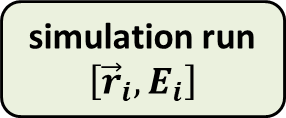 simulation run
[r⃗ᵢ, Eᵢ]